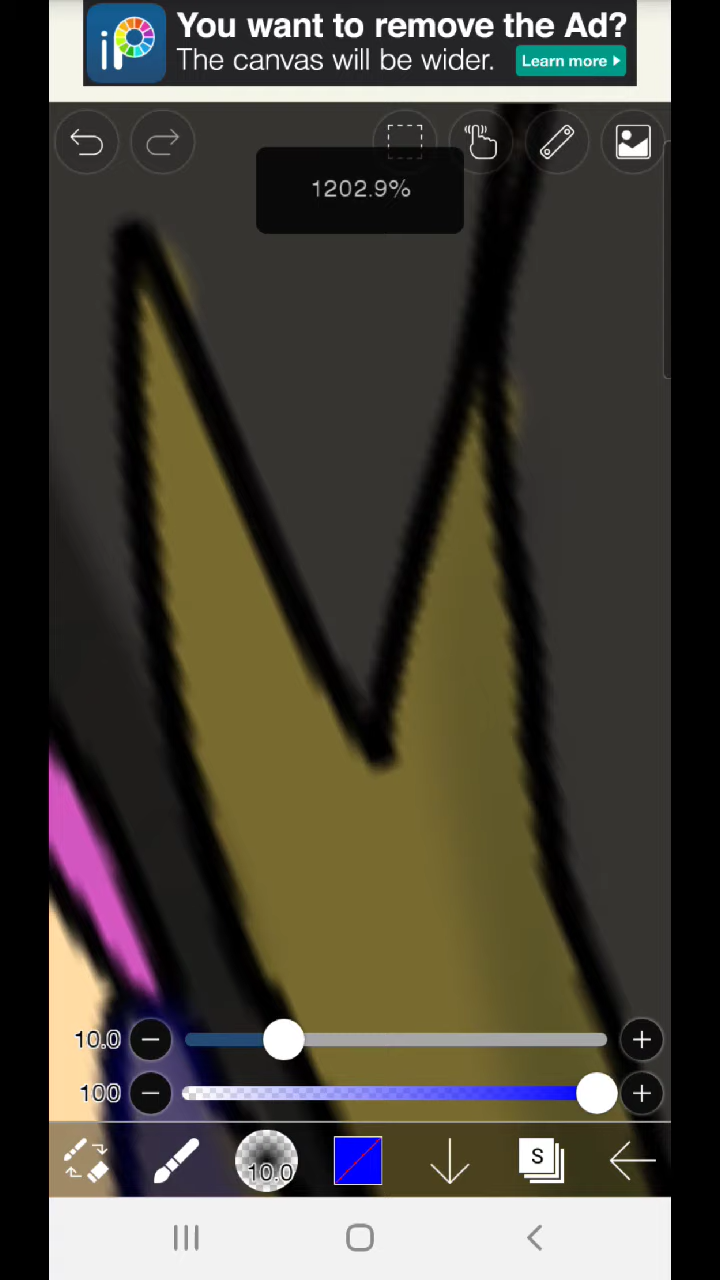 iP
You want to remove the Ad?
The canvas will be wider.
Learn more
1202.9%
10.0
100
10.0
S